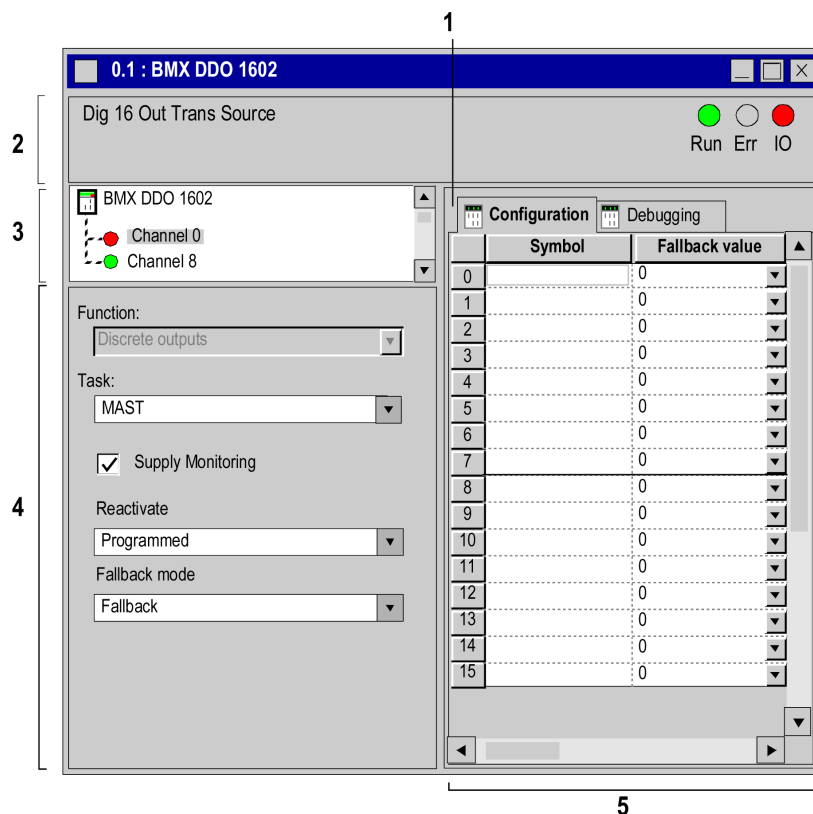 1
0.1 : BMX DDO 1602
2
Dig 16 Out Trans Source
Run Err IO
3
BMX DDO 1602
Channel 0
Channel 8
Configuration Debugging
Symbol Fallback value
0 0
1 0
2 0
3 0
4 0
5 0
6 0
7 0
8 0
9 0
10 0
11 0
12 0
13 0
14 0
15 0
4
Function:
Discrete outputs
Task:
MAST
Supply Monitoring
Reactivate
Programmed
Fallback mode
Fallback
5